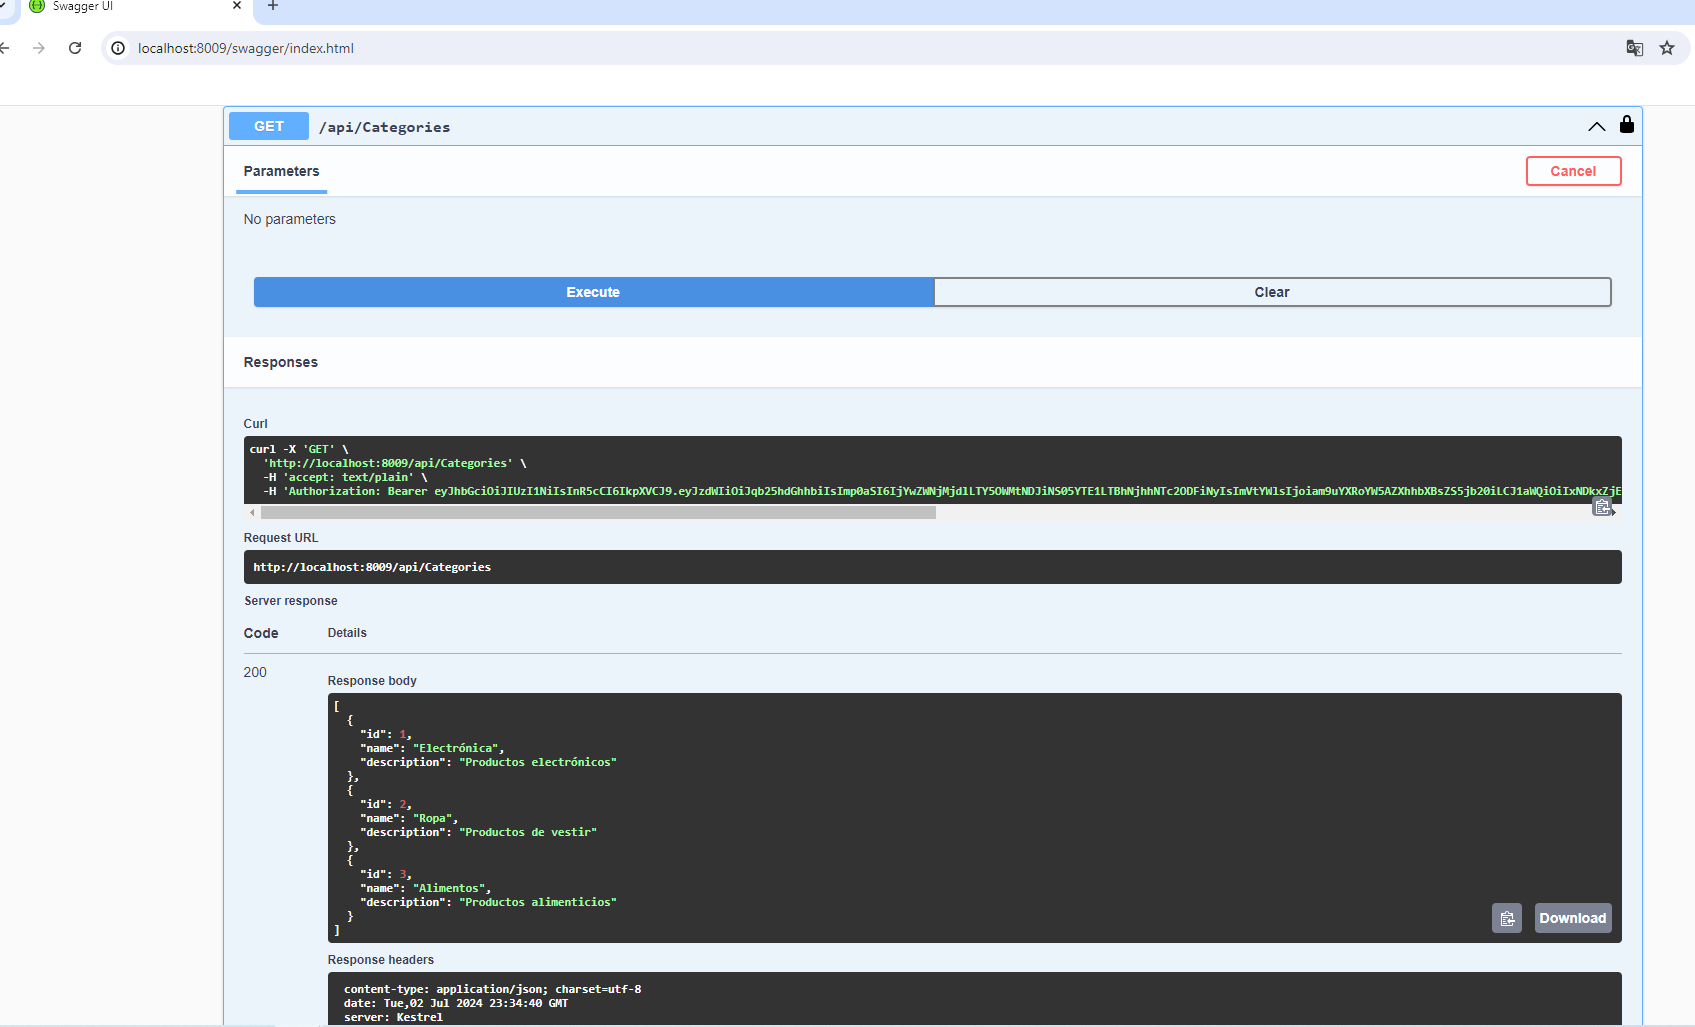 Swagger UI
localhost:8009/swagger/index.html
GET /api/Categories
Parameters
Cancel
No parameters
Execute
Clear
Responses
Curl
curl -X 'GET' \
'http://localhost:8009/api/Categories' \
-H 'accept: text/plain' \
-H 'Authorization: Bearer
Request URL
http://localhost:8009/api/Categories
Server response
Code Details
200
Response body
[
{
"id": 1,
"name": "Electrónica",
"description": "Productos electrónicos"
},
{
"id": 2,
"name": "Ropa",
"description": "Productos de vestir"
},
{
"id": 3,
"name": "Alimentos",
"description": "Productos alimenticios"
}
]
Download
Response headers
content-type: application/json; charset=utf-8
date: Tue,02 Jul 2024 23:34:40 GMT
server: Kestrel